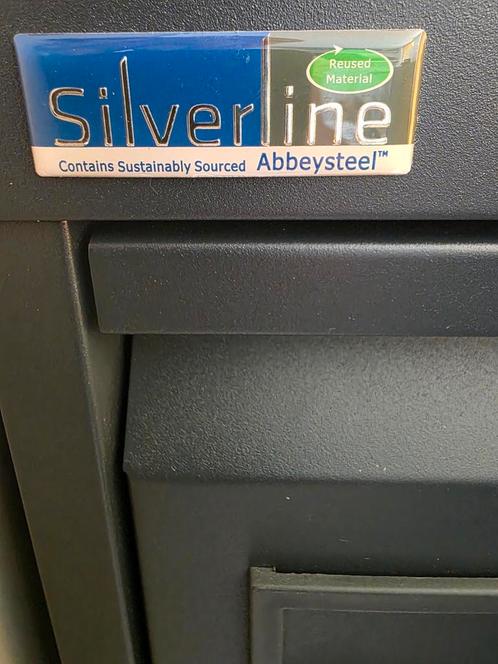 Silverline
Reused
Material
Contains Sustainably Sourced Abbeysteel™